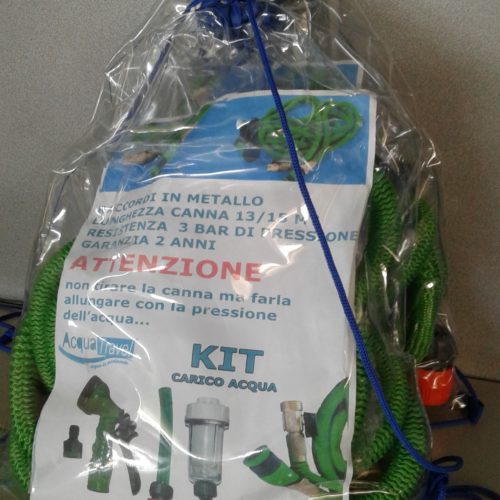 RACCORDI IN METALLO
LUNGHEZZA CANNA 13/15 M
RESISTENZA 3 BAR DI PRESSIONE
GARANZIA 2 ANNI
ATTENZIONE
non tirare la canna ma farla
allungare con la pressione
dell'acqua...
AcquaTravel
KIT
CARICO ACQUA